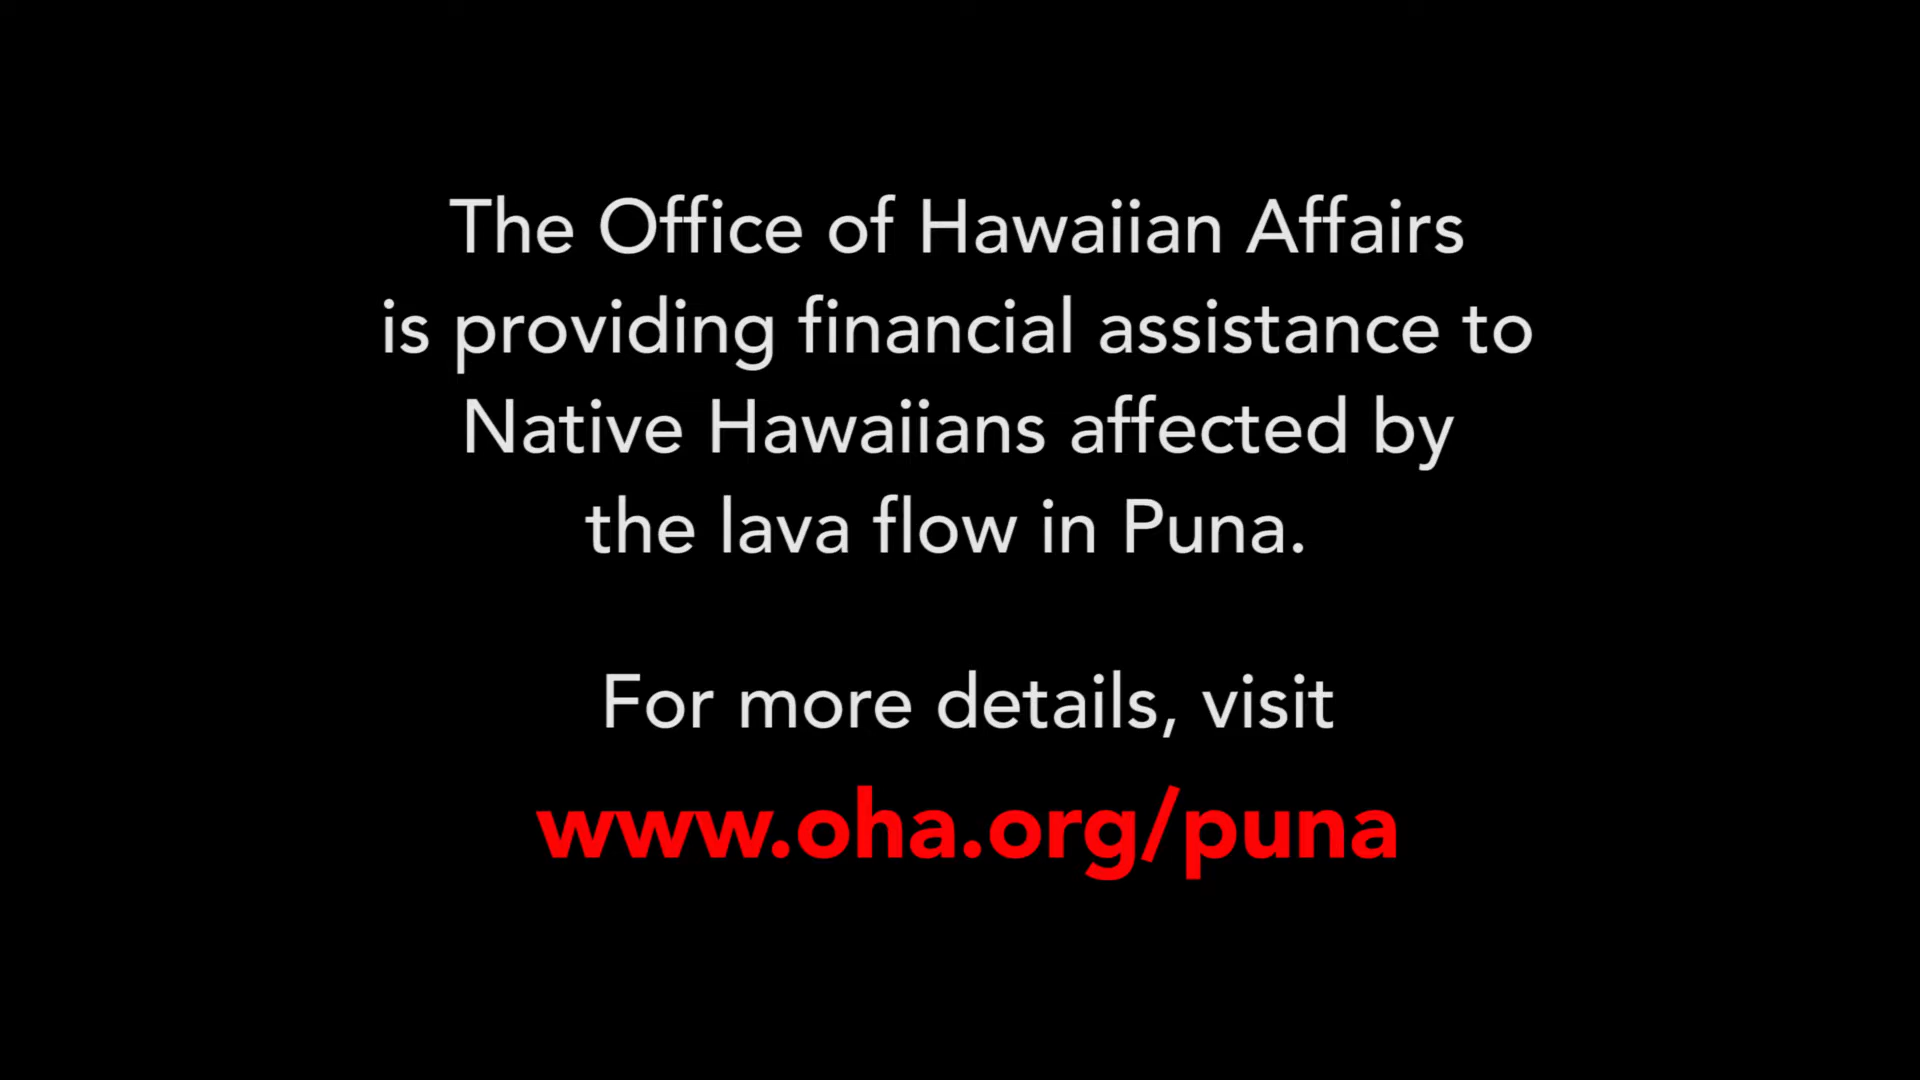 The Office of Hawaiian Affairs
is providing financial assistance to
Native Hawaiians affected by
the lava flow in Puna.
For more details, visit
www.oha.org/puna